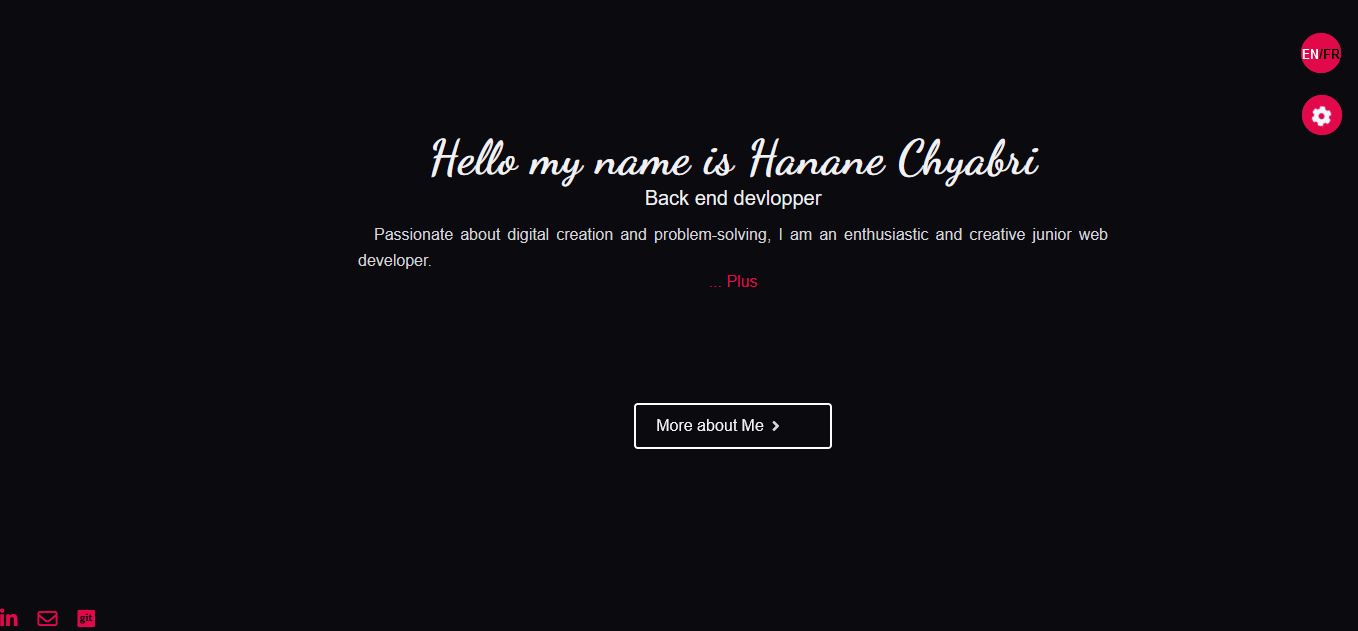 EN/FR
Hello my name is Hanane Chyabri
Back end devlopper
Passionate about digital creation and problem-solving, I am an enthusiastic and creative junior web
developer.
... Plus
More about Me
in
git